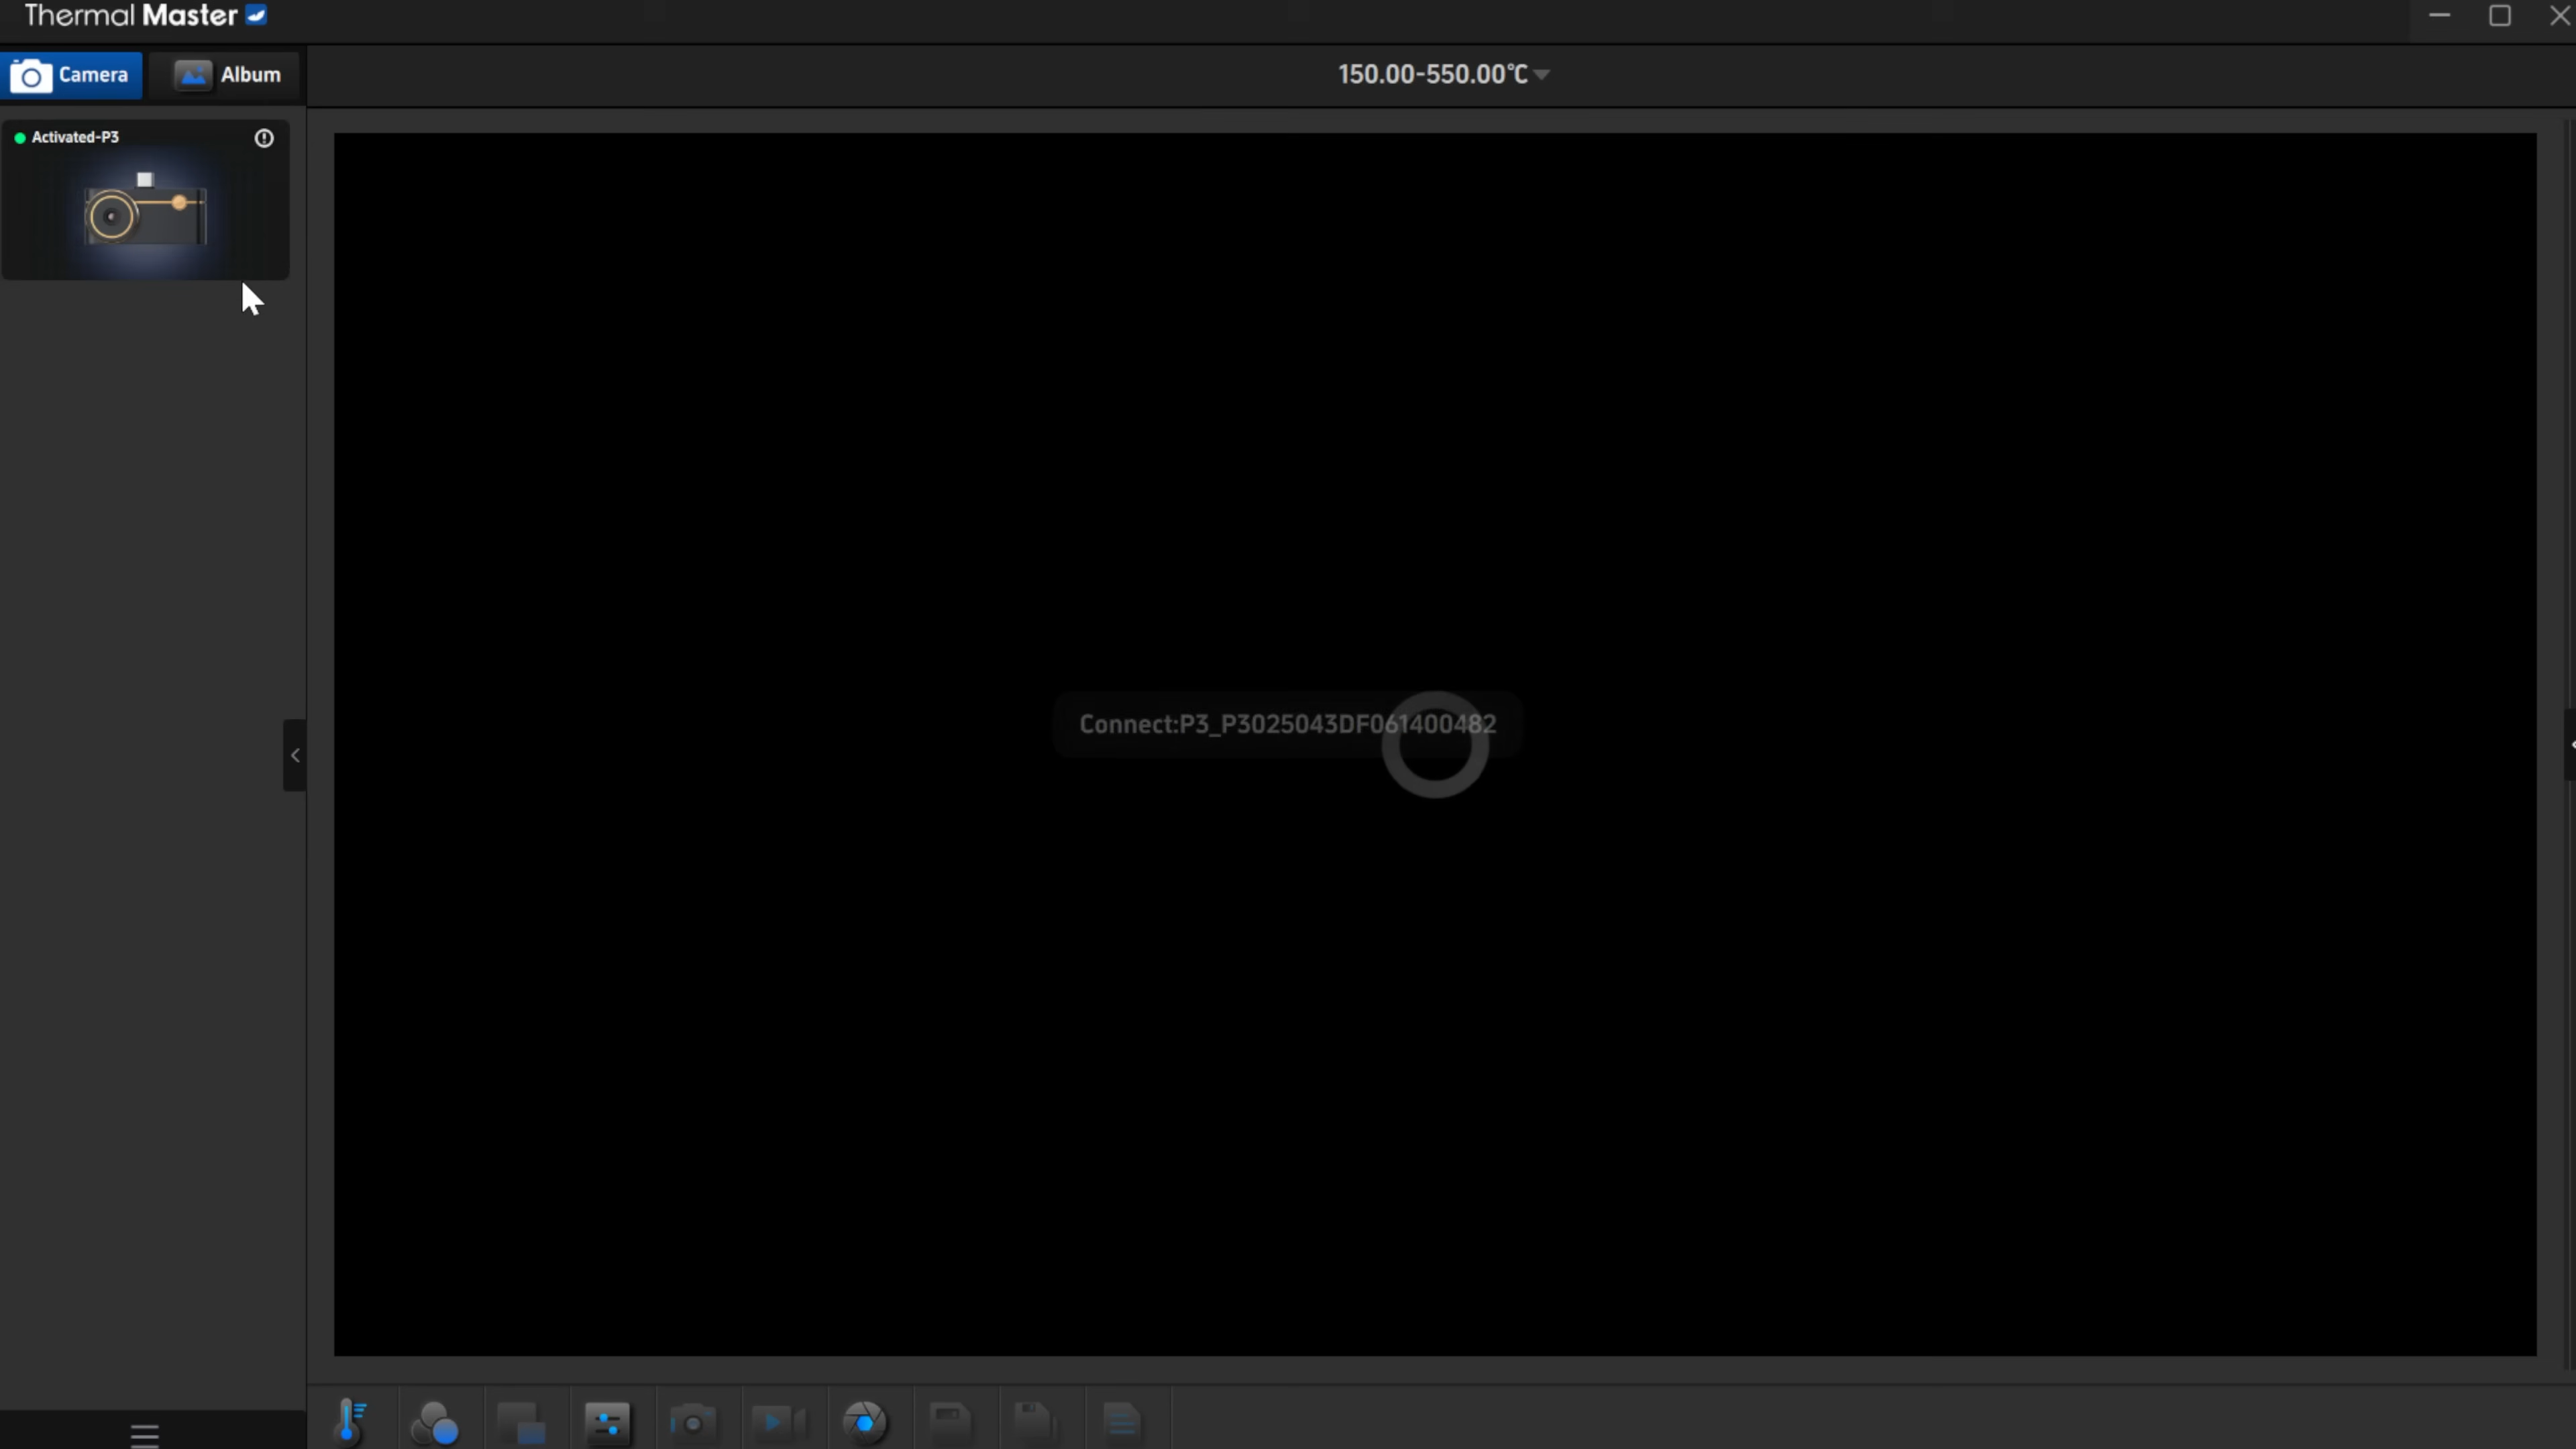 Thermal Master
Camera
Album
150.00-550.00℃
Activated-P3
Connect:P3_P3025043DF061400482